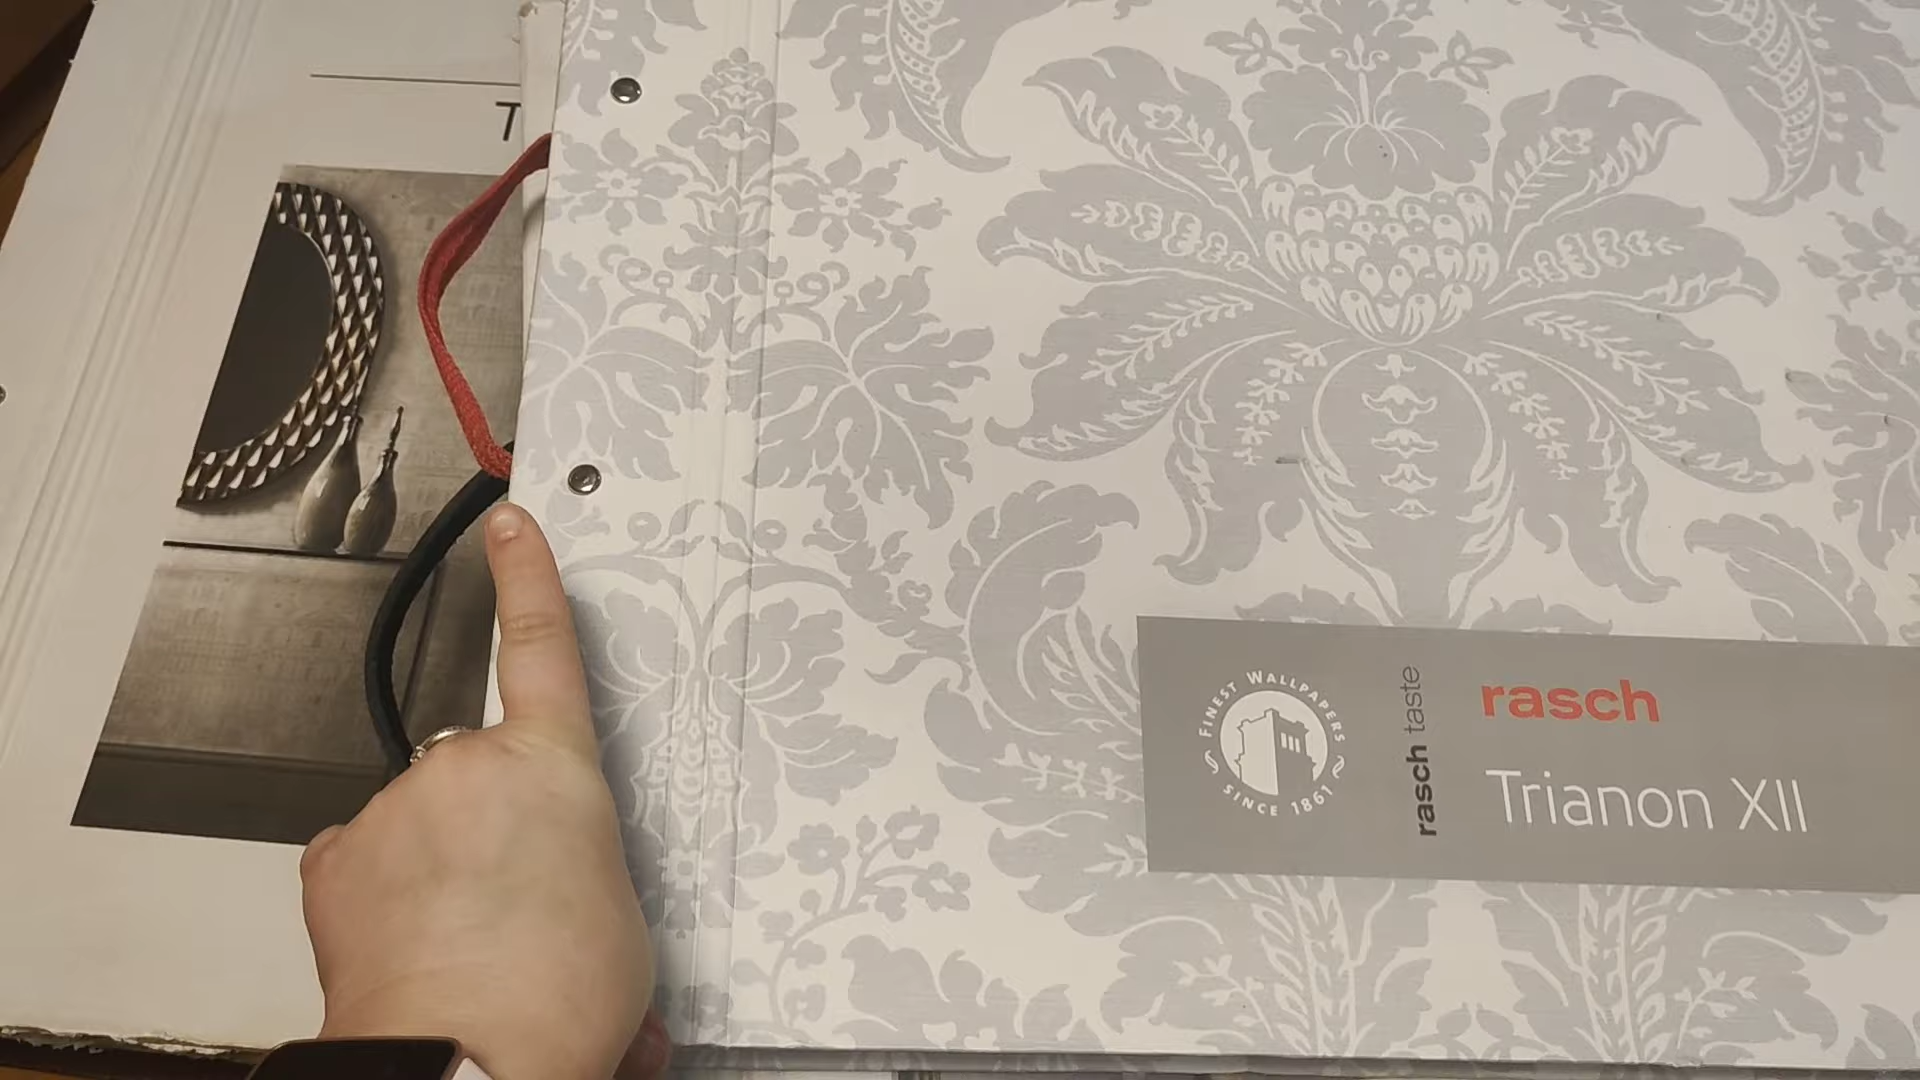 T
FINEST WALLPAPERS
SINCE 1861
rasch taste
rasch
Trianon XII